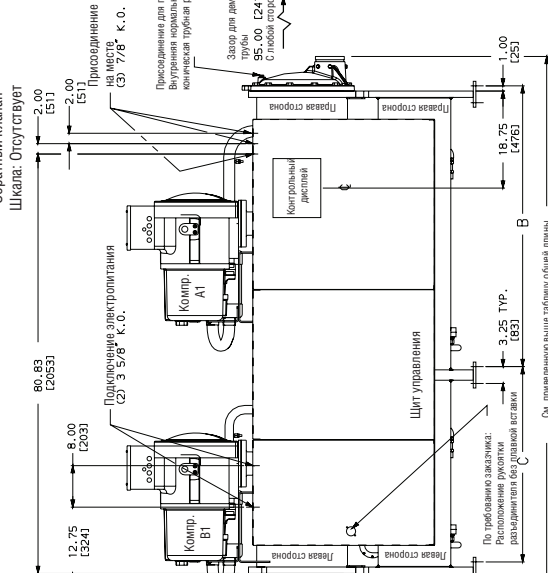 Шкала: Отсутствует
2.00
[51]
2.00
[51]
80.83
[2053]
Присоединение
на месте
(3) 7/8" K.O.
Присоединение для
Внутренняя нормальн
коническая трубная
Зазор для дем
трубы
95.00 [24
С любой сторо
1.00
[25]
Подключение электропитания
(2) 3 5/8" K.O.
8.00
[203]
12.75
[324]
Компр.
A1
Компр.
B1
Правая сторона
Правая сторона
Контрольный
дисплей
18.75
[476]
Щит управления
Левая сторона
Левая сторона
B
3.25 TYP.
[83]
C
По требованию заказчика:
Расположение рукоятки
разъединителя без плавкой вставки
См. приведенную выше таблицу общей длины